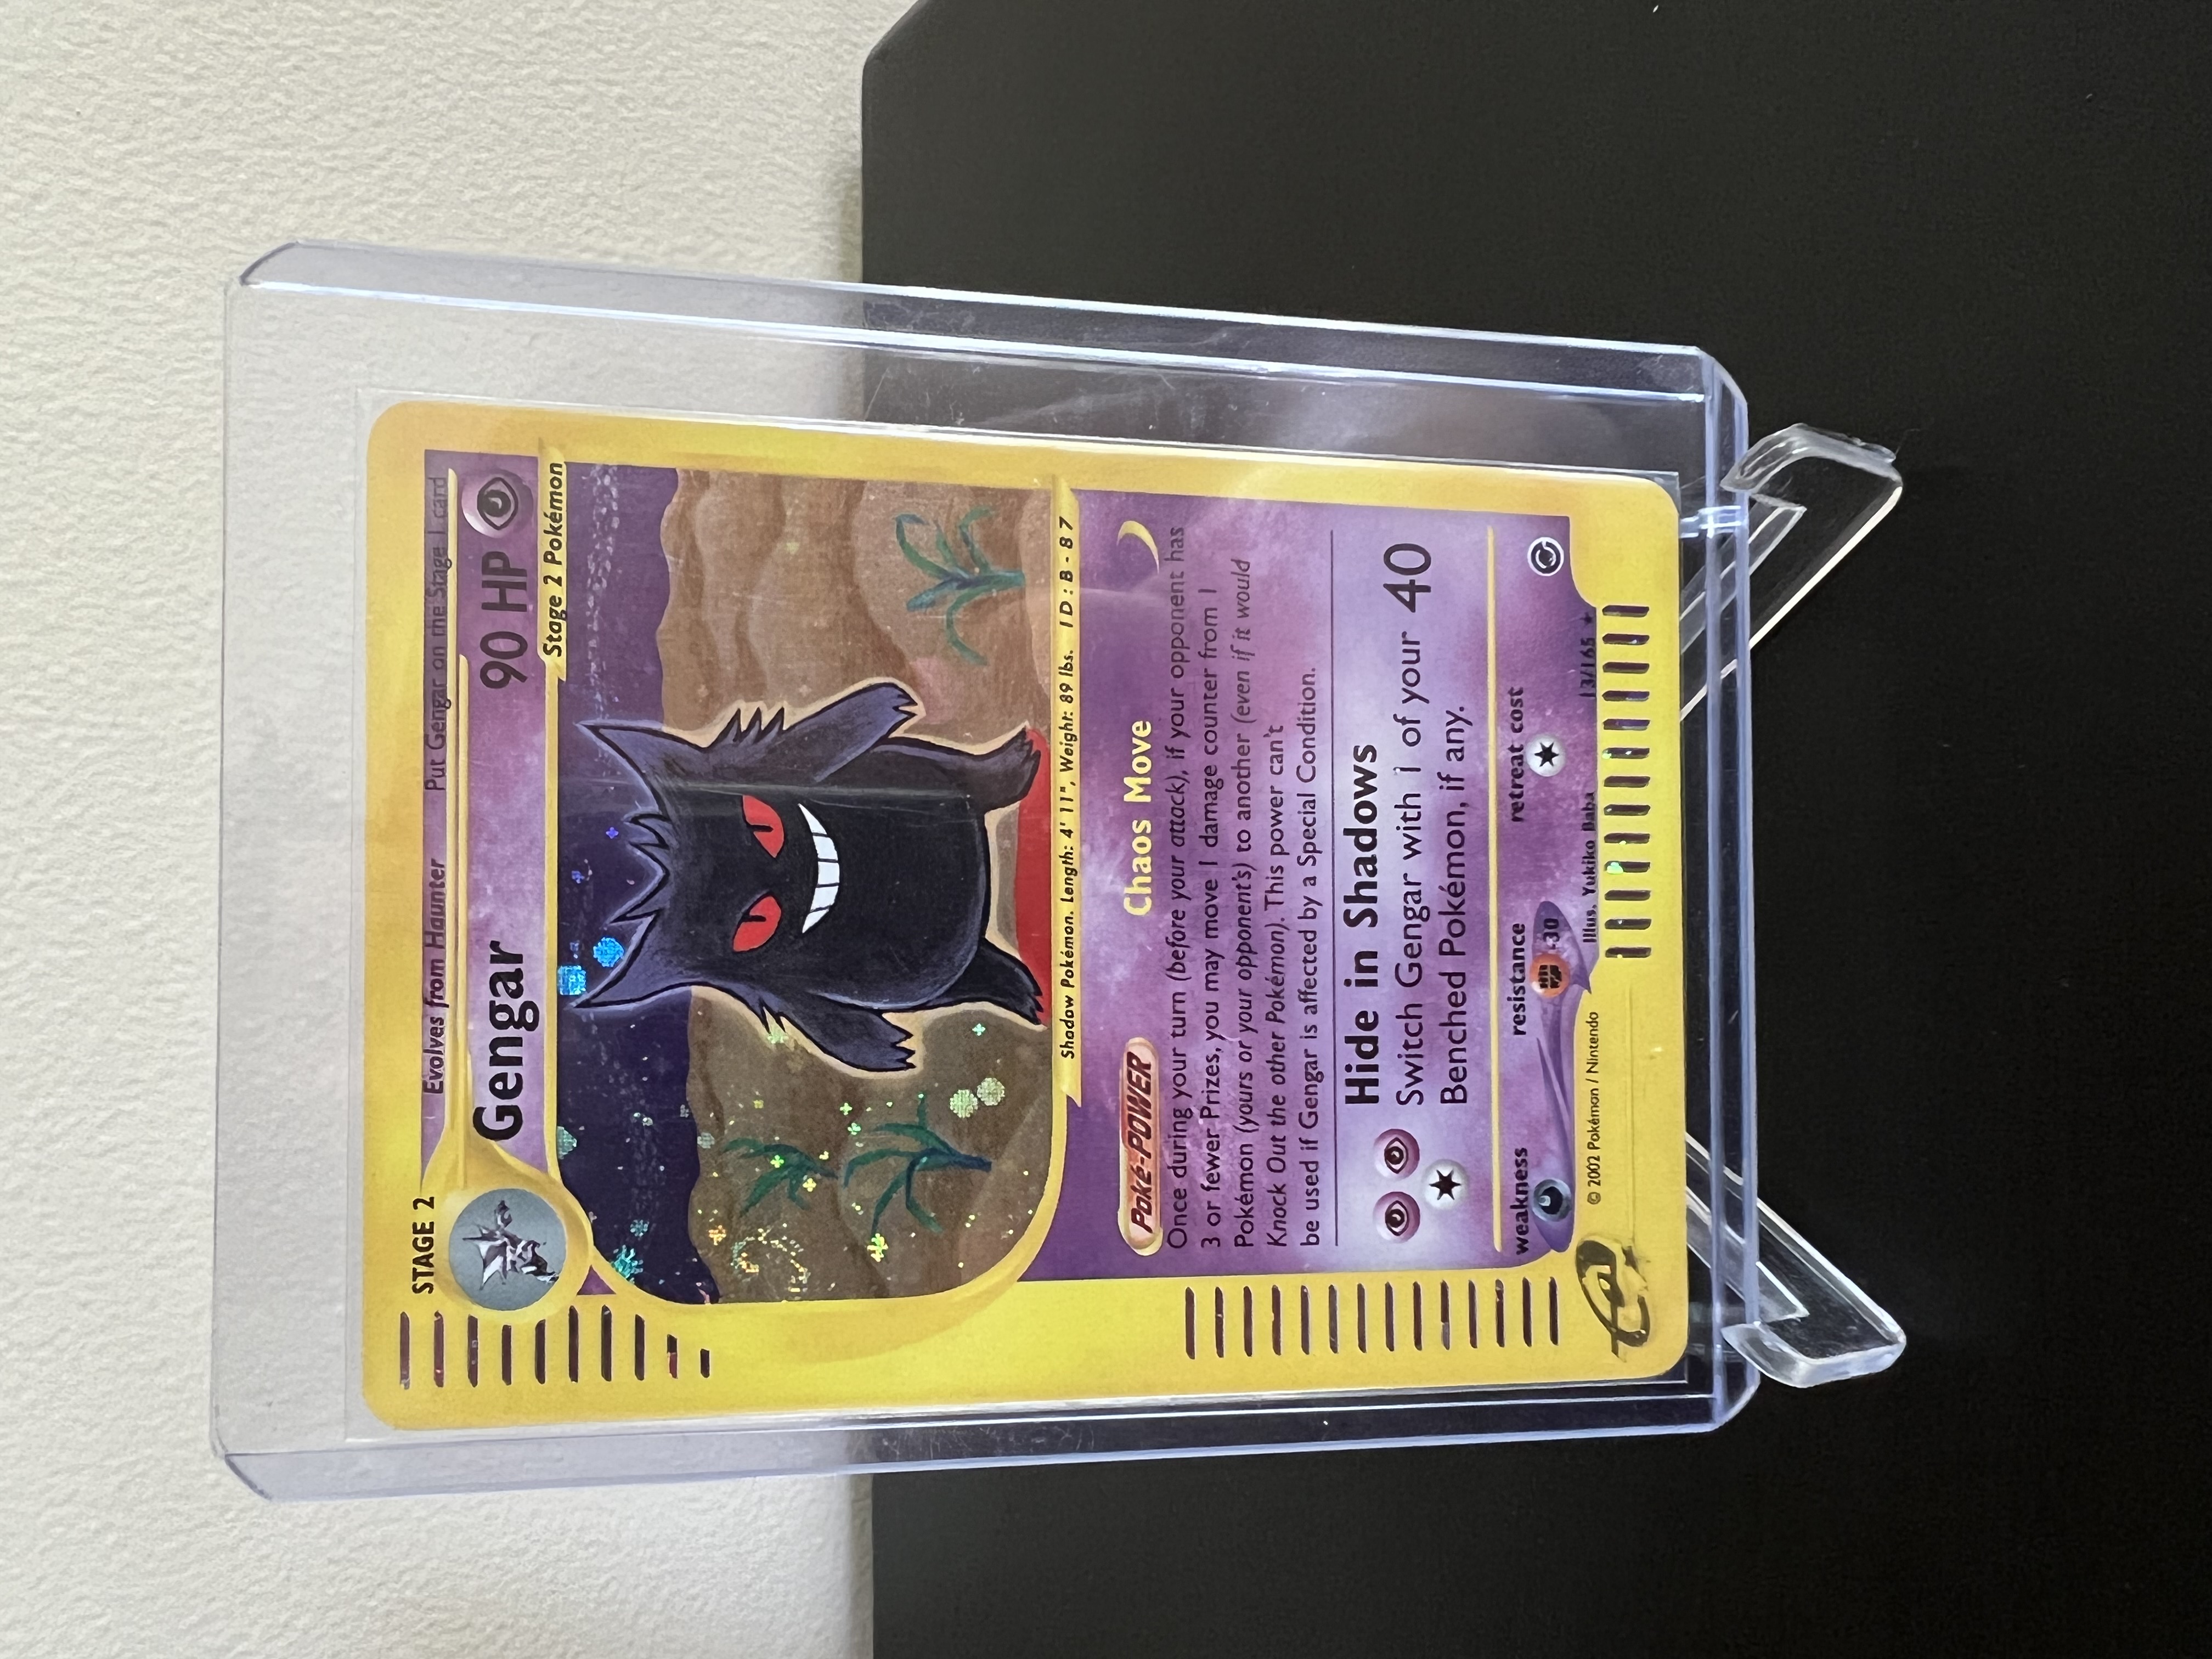 STAGE 2
Evolves from Haunter Put Gengar on the Stage 1 card
Gengar 90 HP
Stage 2 Pokémon
Shadow Pokémon. Length: 4' 11", Weight: 89 lbs. ID:B-87
Poké-POWER Chaos Move
Once during your turn (before your attack), if your opponent has
3 or fewer Prizes, you may move 1 damage counter from 1
Pokémon (yours or your opponent's) to another (even if it would
Knock Out the other Pokémon). This power can't
be used if Gengar is affected by a Special Condition.
Hide in Shadows
Switch Gengar with 1 of your 40
Benched Pokémon, if any.
weakness resistance retreat cost
-30
e
© 2002 Pokémon / Nintendo Illus. Yukiko Baba 13/165 ★